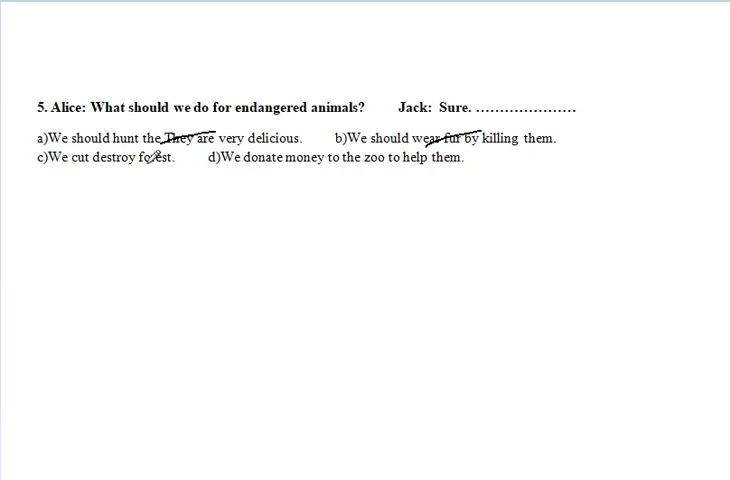 5. Alice: What should we do for endangered animals? Jack: Sure. …………………
a)We should hunt the They are very delicious. b)We should wear fur by killing them.
c)We cut destroy forest. d)We donate money to the zoo to help them.